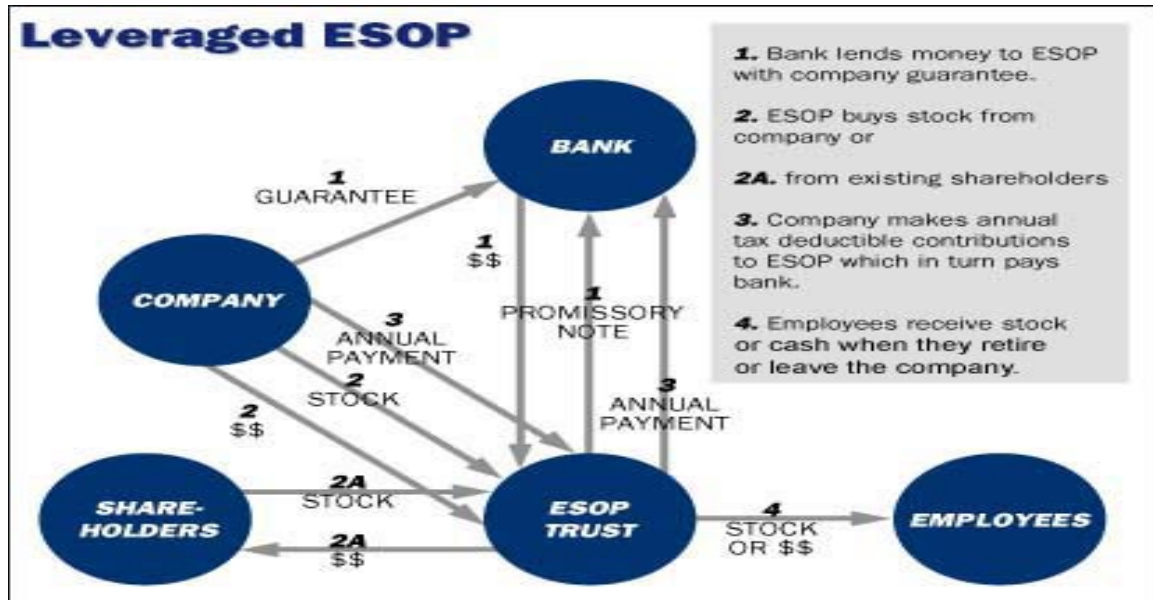 Leveraged ESOP
1. Bank lends money to ESOP
with company guarantee.
2. ESOP buys stock from
company or
2A. from existing shareholders
3. Company makes annual
tax deductible contributions
to ESOP which in turn pays
bank.
4. Employees receive stock
or cash when they retire
or leave the company.
BANK
1
GUARANTEE
1
$$
COMPANY
1
PROMISSORY
NOTE
3
ANNUAL
PAYMENT
2
STOCK
3
ANNUAL
PAYMENT
2
$$
SHARE-
HOLDERS
2A
STOCK
2A
$$
ESOP
TRUST
4
STOCK
OR $$
EMPLOYEES